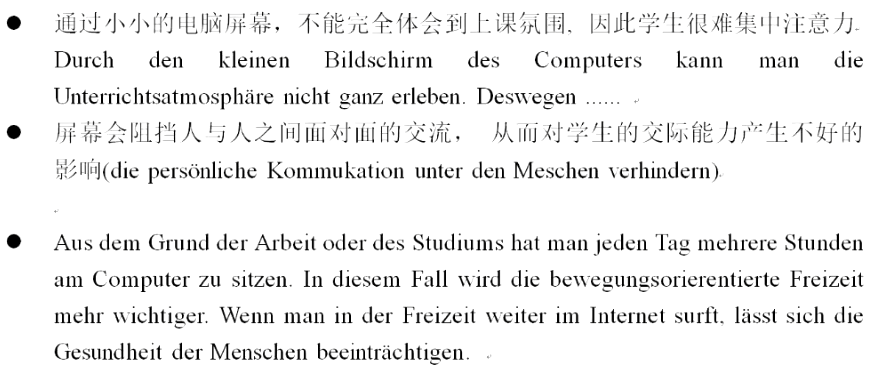 ● 通过小小的电脑屏幕，不能完全体会到上课氛围, 因此学生很难集中注意力.
Durch den kleinen Bildschirm des Computers kann man die
Unterrichtsatmosphäre nicht ganz erleben. Deswegen ......
● 屏幕会阻挡人与人之间面对面的交流， 从而对学生的交际能力产生不好的
影响(die persönliche Kommukation unter den Meschen verhindern).
● Aus dem Grund der Arbeit oder des Studiums hat man jeden Tag mehrere Stunden
am Computer zu sitzen. In diesem Fall wird die bewegungsorierentierte Freizeit
mehr wichtiger. Wenn man in der Freizeit weiter im Internet surft, lässt sich die
Gesundheit der Menschen beeinträchtigen.